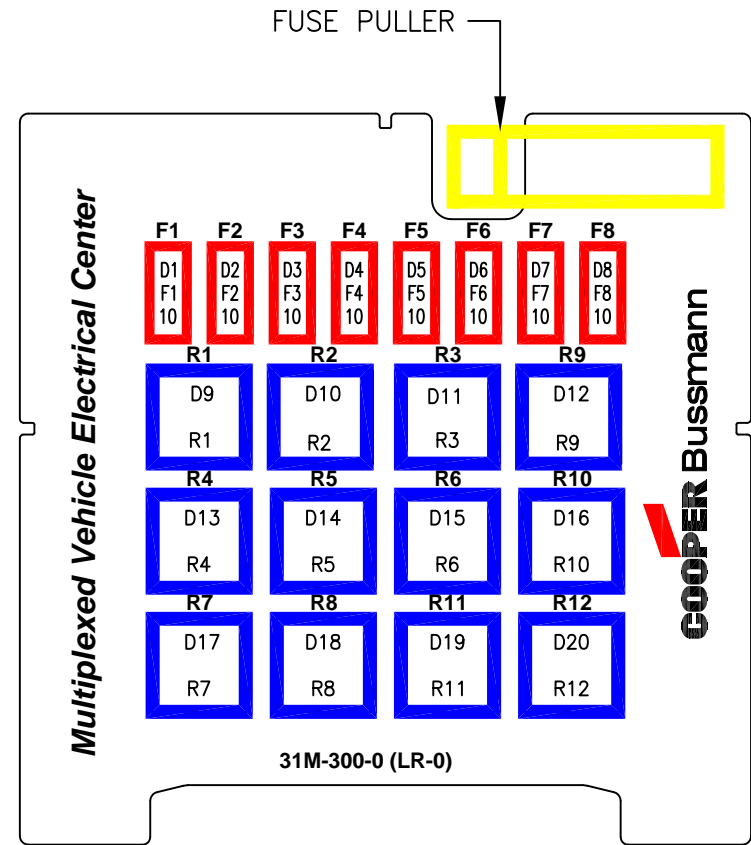 FUSE PULLER
Multiplexed Vehicle Electrical Center
F1 F2 F3 F4 F5 F6 F7 F8
D1 D2 D3 D4 D5 D6 D7 D8
F1 F2 F3 F4 F5 F6 F7 F8
10 10 10 10 10 10 10 10
R1 R2 R3 R9
D9 D10 D11 D12
R1 R2 R3 R9
R4 R5 R6 R10
D13 D14 D15 D16
R4 R5 R6 R10
R7 R8 R11 R12
D17 D18 D19 D20
R7 R8 R11 R12
COOPER Bussmann
31M-300-0 (LR-0)